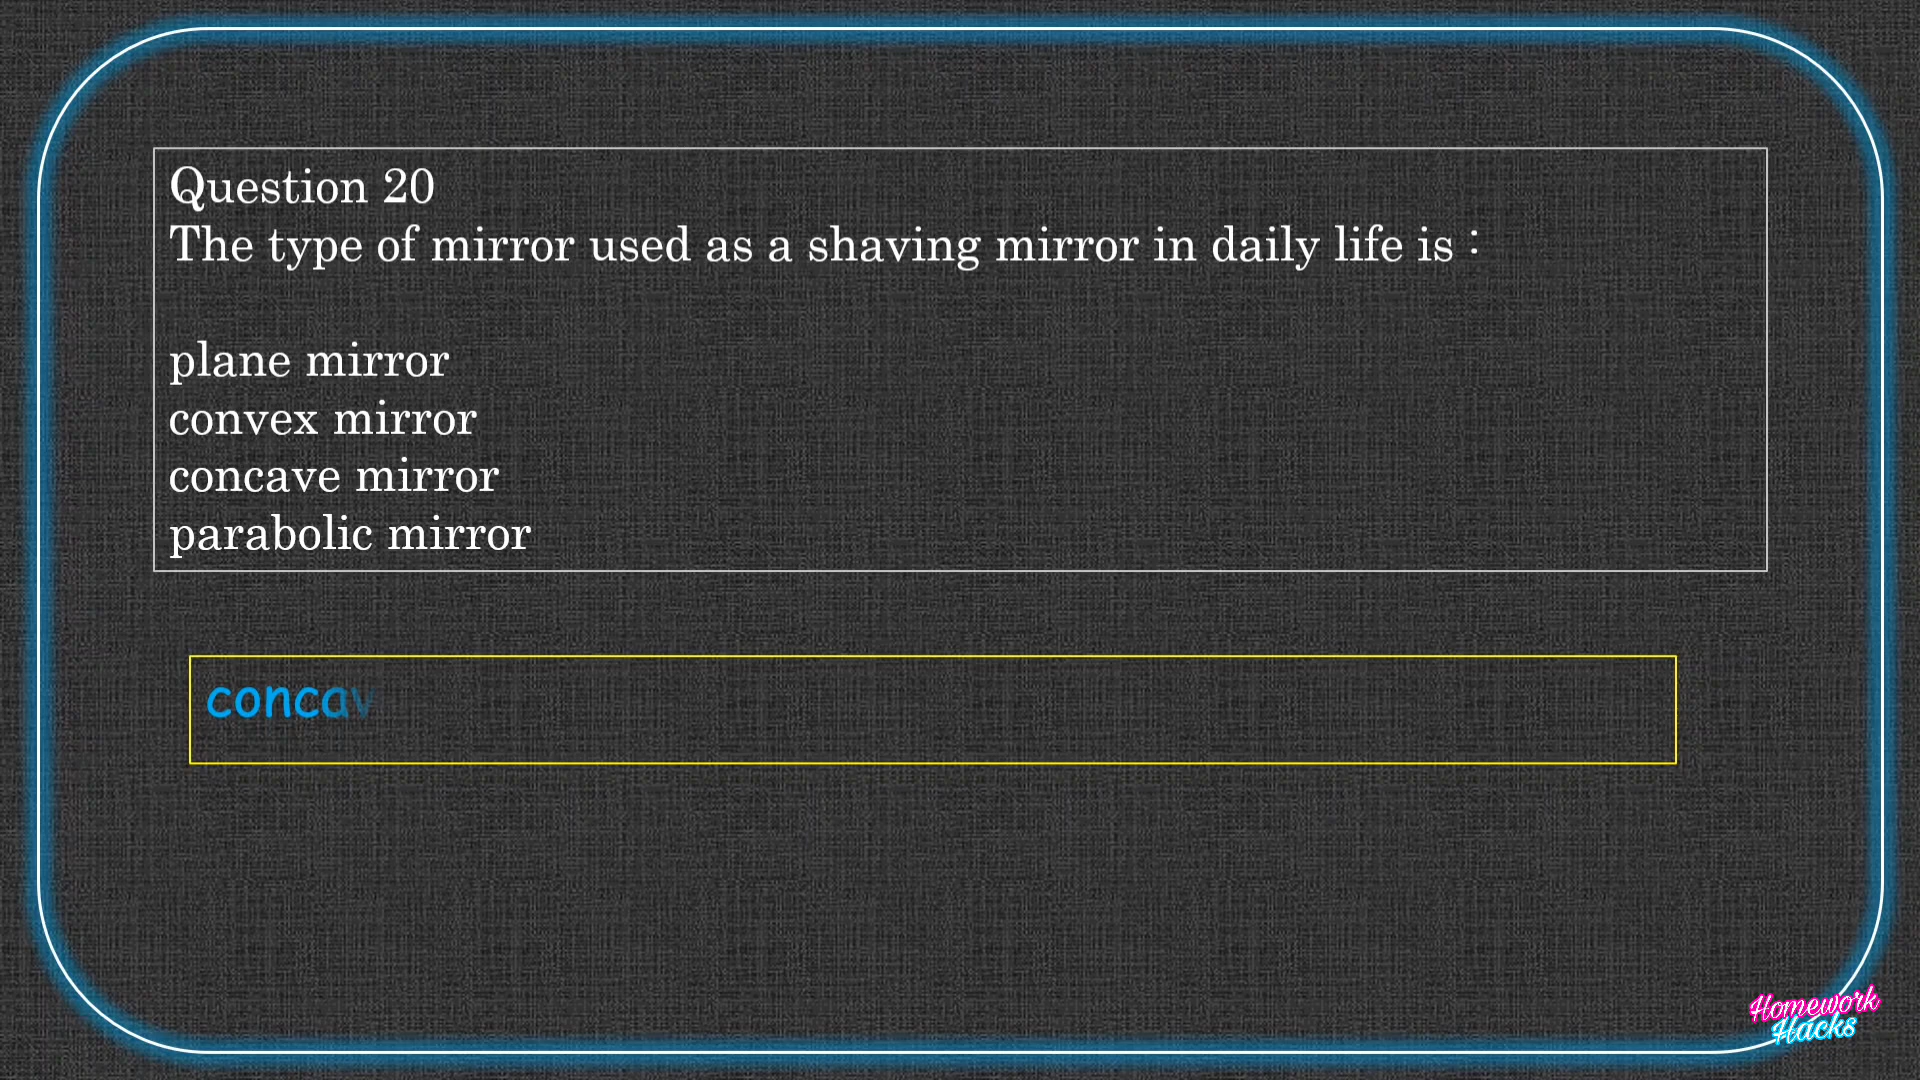 Question 20
The type of mirror used as a shaving mirror in daily life is :
plane mirror
convex mirror
concave mirror
parabolic mirror
concav
Homework
Hacks